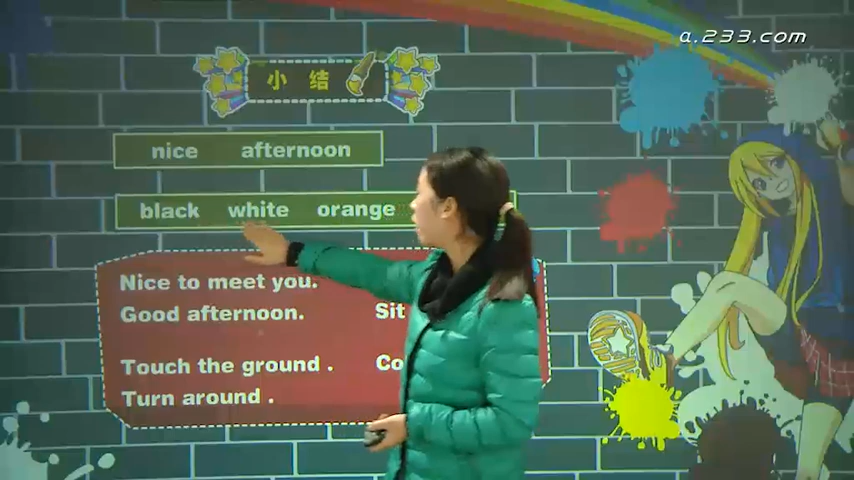 a.233.com
小 结
nice afternoon
black white orange
Nice to meet you.
Good afternoon. Sit
Touch the ground .
Turn around .